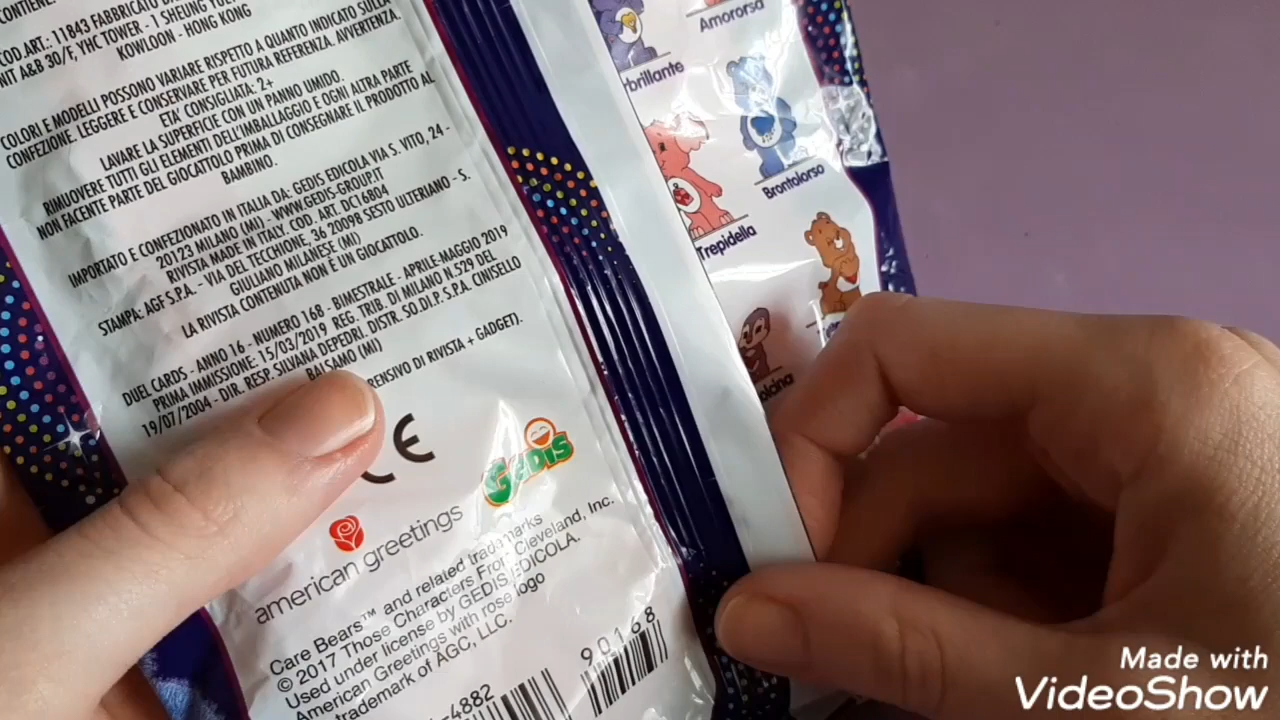 CONTIENE:
COD.ART.: 11843 FABBRICATO DA
UNIT A&B 30/F, YHC TOWER - 1 SHEUNG YUE
KOWLOON - HONG KONG
COLORI E MODELLI POSSONO VARIARE RISPETTO A QUANTO INDICATO SULLA
CONFEZIONE. LEGGERE E CONSERVARE PER FUTURA REFERENZA. AVVERTENZA.
ETA' CONSIGLIATA: 2+
LAVARE LA SUPERFICIE CON UN PANNO UMIDO.
RIMUOVERE TUTTI GLI ELEMENTI DELL'IMBALLAGGIO E OGNI ALTRA PARTE
NON FACENTE PARTE DEL GIOCATTOLO PRIMA DI CONSEGNARE IL PRODOTTO AL
BAMBINO.
IMPORTATO E CONFEZIONATO IN ITALIA DA: GEDIS EDICOLA VIA S. VITO, 24 -
20123 MILANO (MI) - WWW.GEDIS-GROUP.IT
RIVISTA MADE IN ITALY. COD. ART. DC16804
STAMPA: AGF S.P.A. - VIA DEL TECCHIONE, 36 20098 SESTO ULTERIANO - S.
GIULIANO MILANESE (MI)
LA RIVISTA CONTENUTA NON È UN GIOCATTOLO.
DUEL CARDS - ANNO 16 - NUMERO 168 - BIMESTRALE - APRILE-MAGGIO 2019
PRIMA IMMISSIONE: 15/03/2019 REG. TRIB. DI MILANO N.529 DEL
19/07/2004 - DIR. RESP. SILVANA DEPEDRI. DISTR. SO.DI.P. S.P.A. CINISELLO
BALSAMO (MI)
RENSIVO DI RIVISTA + GADGET).
CE
GEDIS
american greetings
Care Bears™ and related trademarks
© 2017 Those Characters From Cleveland, Inc.
Used under license by GEDIS EDICOLA.
American Greetings with rose logo
trademark of AGC, LLC.
-4882
90168
Amororsa
rbrillante
Brontolorso
Trepidella
olcina
Made with
VideoShow